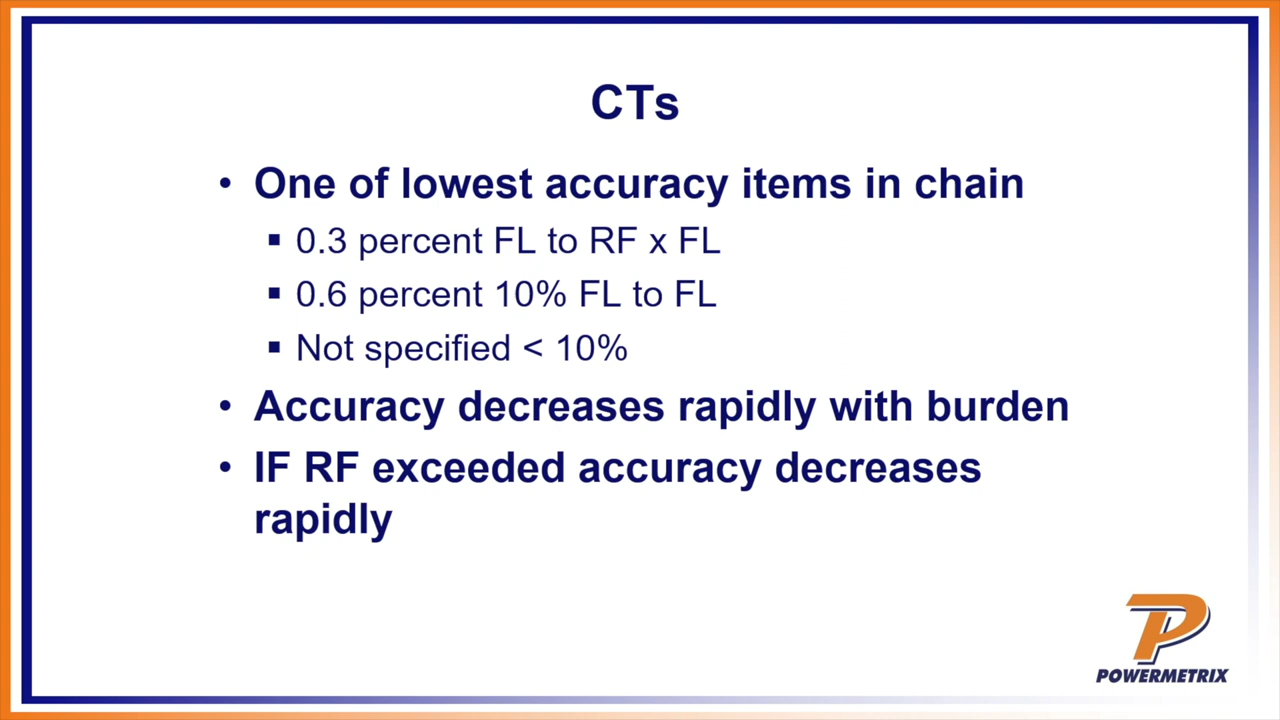 CTs
• One of lowest accuracy items in chain
▪ 0.3 percent FL to RF x FL
▪ 0.6 percent 10% FL to FL
▪ Not specified < 10%
• Accuracy decreases rapidly with burden
• IF RF exceeded accuracy decreases
rapidly
P
POWERMETRIX